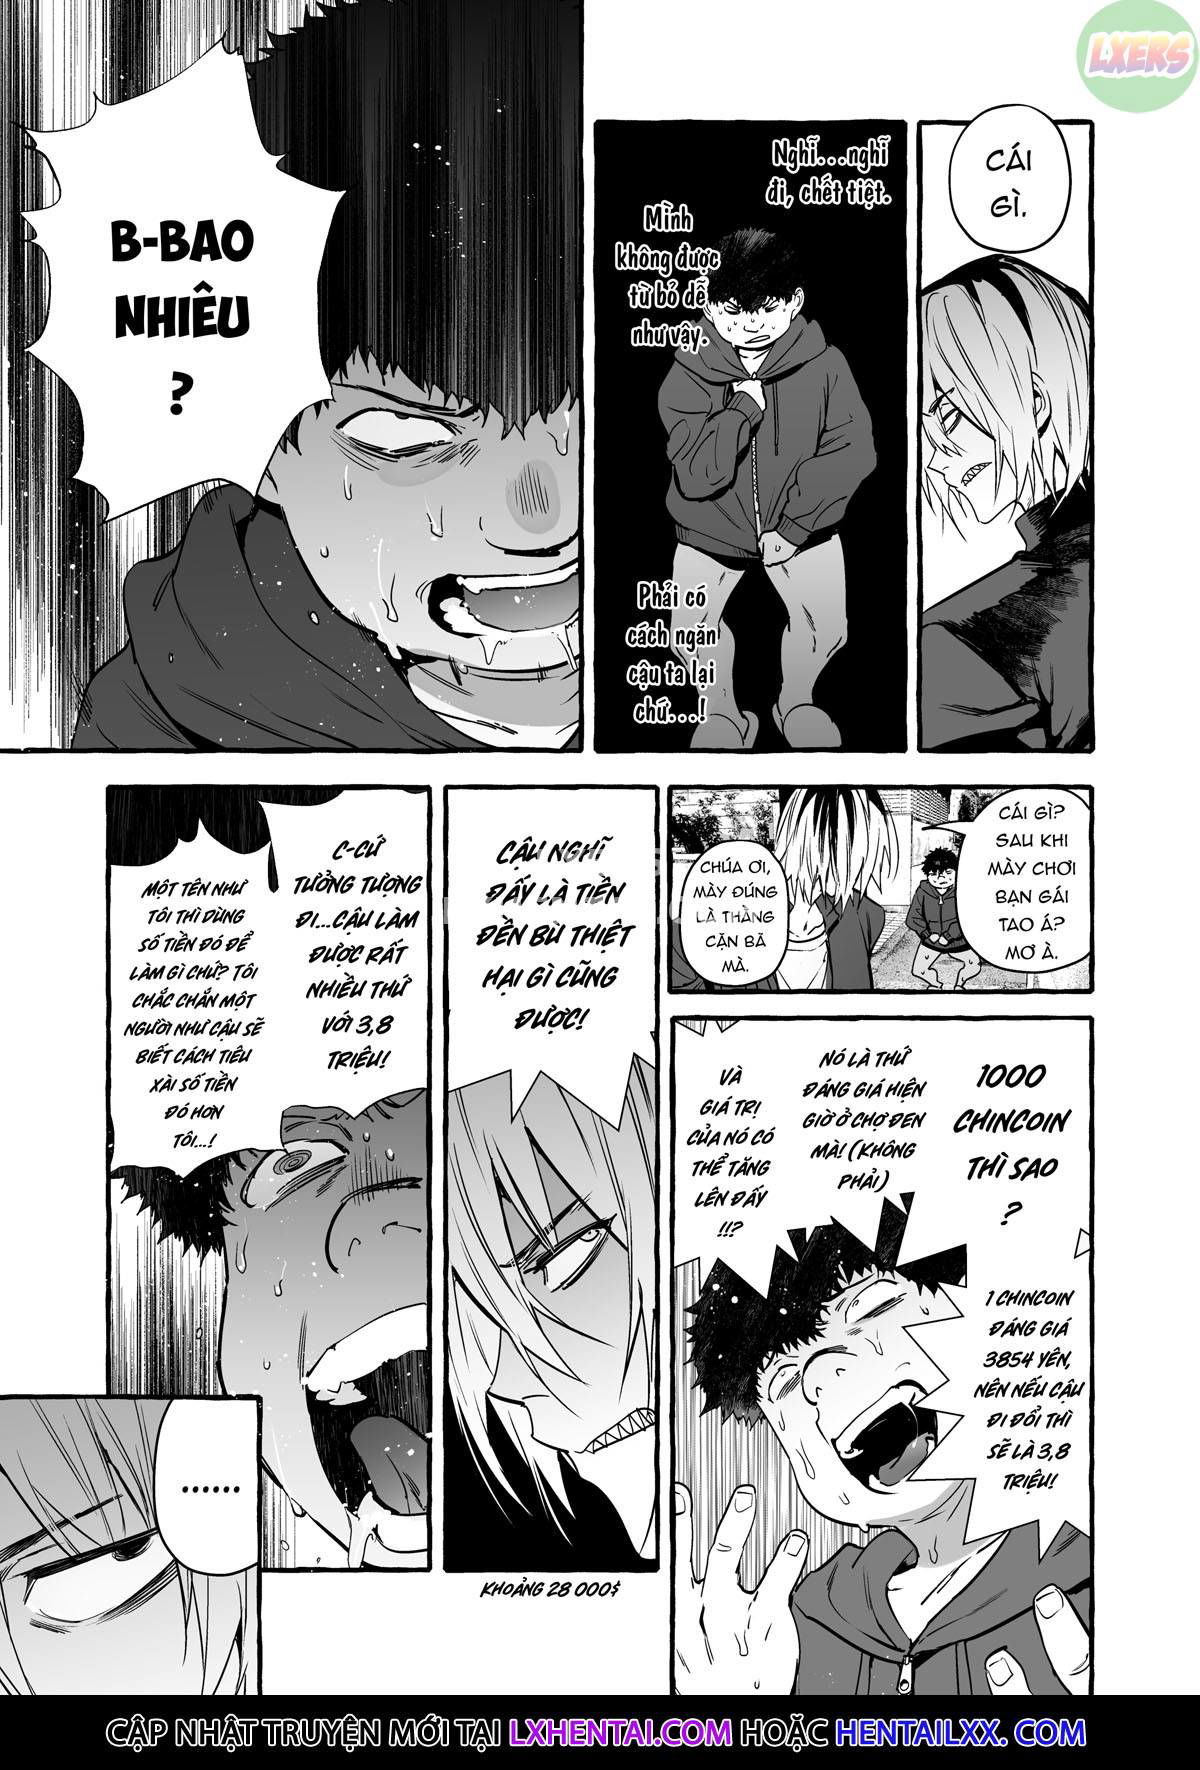 LXERS
CÁI
GÌ.
Nghĩ...nghĩ
đi, chết tiệt.
Mình
không được
từ bỏ dễ
như vậy.
Phải có
cách ngăn
cậu ta lại
chứ...!
B-BAO
NHIÊU
?
CÁI GÌ?
SAU KHI
MÀY CHƠI
BẠN GÁI
TAO Á?
MƠ À.
CHÚA ƠI,
MÀY ĐÚNG
LÀ THẰNG
CẶN BÃ
MÀ.
1000
CHINCOIN
THÌ SAO
?
1 CHINCOIN
ĐÁNG GIÁ
3854 YÊN,
NÊN NẾU CẬU
ĐI ĐỔI THÌ
SẼ LÀ 3,8
TRIỆU!
NÓ LÀ THỨ
ĐÁNG GIÁ HIỆN
GIỜ Ở CHỢ ĐEN
MÀ! (KHÔNG
PHẢI)
VÀ
GIÁ TRỊ
CỦA NÓ CÓ
THỂ TĂNG
LÊN ĐẤY
!!!?
CẬU NGHĨ
ĐẤY LÀ TIỀN
ĐỀN BÙ THIỆT
HẠI GÌ CŨNG
ĐƯỢC!
KHOẢNG 28 000$
C-CỨ
TƯỞNG TƯỢNG
ĐI...CẬU LÀM
ĐƯỢC RẤT
NHIỀU THỨ
VỚI 3,8
TRIỆU!
MỘT TÊN NHƯ
TÔI THÌ DÙNG
SỐ TIỀN ĐÓ ĐỂ
LÀM GÌ CHỨ? TÔI
CHẮC CHẮN MỘT
NGƯỜI NHƯ CẬU SẼ
BIẾT CÁCH TIÊU
XÀI SỐ TIỀN
ĐÓ HƠN
TÔI...!
.......
CẬP NHẬT TRUYỆN MỚI TẠI LXHENTAI.COM HOẶC HENTAILXX. COM